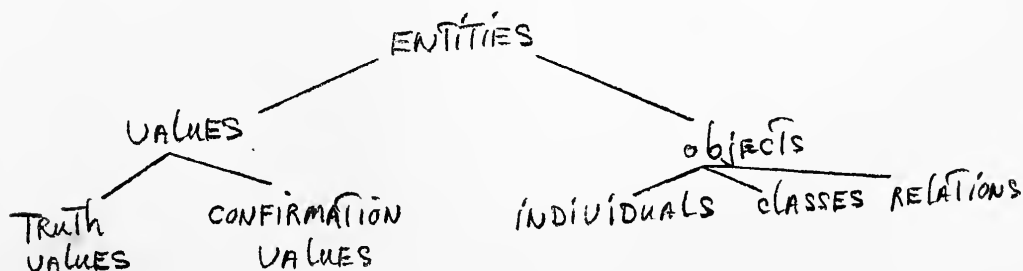 ENTITIES
VALUES
objECTS
TRUTH VALUES
CONFIRMATION VALUES
INDIVIDUALS
clASSES
RELATIONS